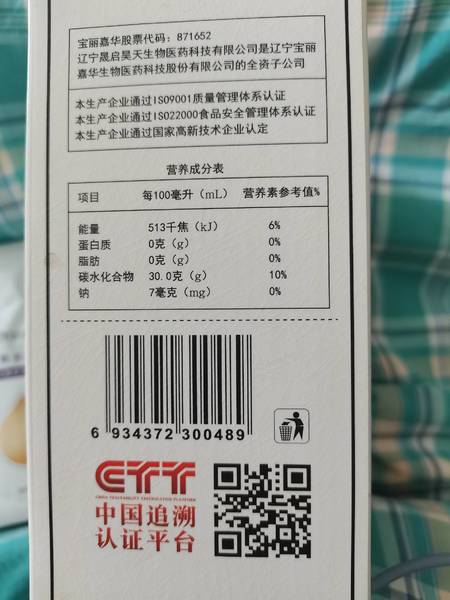 宝丽嘉华股票代码：871652
辽宁晟启昊天生物医药科技有限公司是辽宁宝丽
嘉华生物医药科技股份有限公司的全资子公司
本生产企业通过ISO9001质量管理体系认证
本生产企业通过ISO22000食品安全管理体系认证
本生产企业通过国家高新技术企业认定
营养成分表
项目 每100毫升（mL） 营养素参考值%
能量 513千焦（kJ） 6%
蛋白质 0克（g） 0%
脂肪 0克（g） 0%
碳水化合物 30.0克（g） 10%
钠 7毫克（mg） 0%
6 934372 300489
CTT
CHINA TRACEABILITY CERTIFICATION PLATFORM
中国追溯
认证平台